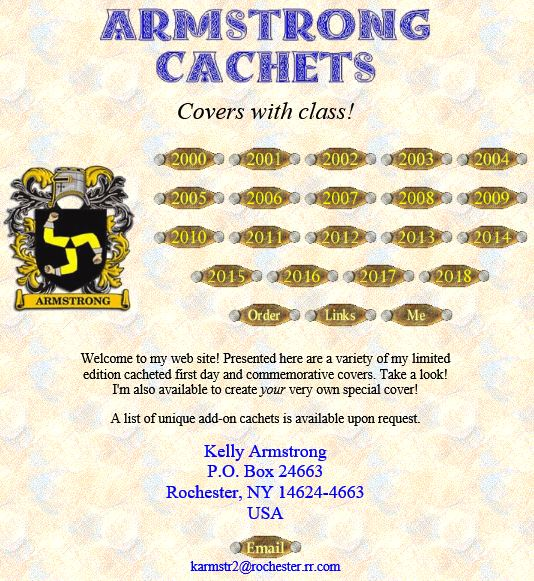 ARMSTRONG
CACHETS
Covers with class!
2000 2001 2002 2003 2004
2005 2006 2007 2008 2009
2010 2011 2012 2013 2014
2015 2016 2017 2018
ARMSTRONG
Order Links Me
Welcome to my web site! Presented here are a variety of my limited
edition cacheted first day and commemorative covers. Take a look!
I'm also available to create your very own special cover!
A list of unique add-on cachets is available upon request.
Kelly Armstrong
P.O. Box 24663
Rochester, NY 14624-4663
USA
Email
karmstr2@rochester.rr.com